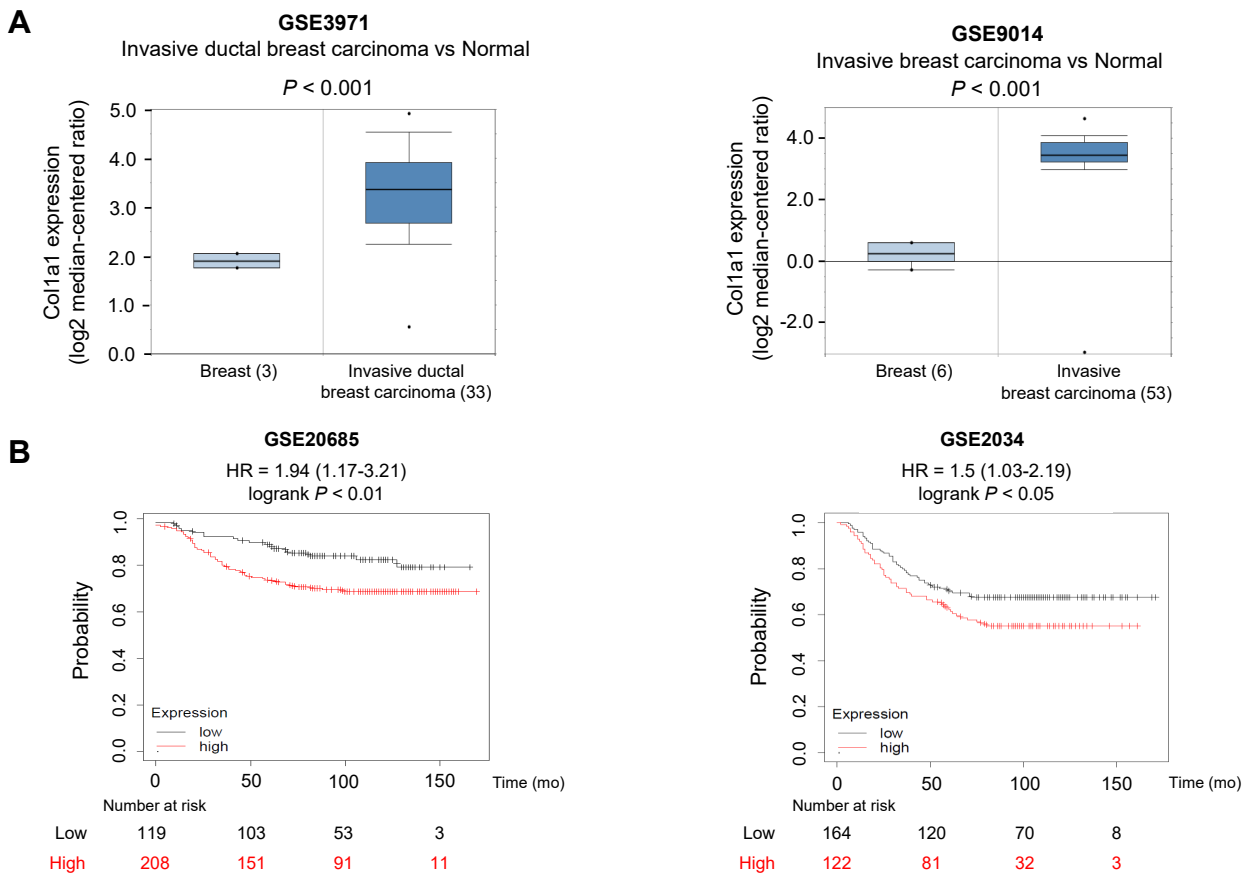 A
GSE3971
Invasive ductal breast carcinoma vs Normal
P < 0.001
Col1a1 expression
(log2 median-centered ratio)
5.0
4.0
3.0
2.0
1.0
0.0
Breast (3)
Invasive ductal
breast carcinoma (33)
GSE9014
Invasive breast carcinoma vs Normal
P < 0.001
Col1a1 expression
(log2 median-centered ratio)
4.0
2.0
0.0
-2.0
Breast (6)
Invasive
breast carcinoma (53)
B
GSE20685
HR = 1.94 (1.17-3.21)
logrank P < 0.01
Probability
1.0
0.8
0.6
0.4
0.2
0.0
Expression
low
high
0 50 100 150 Time (mo)
Number at risk
Low 119 103 53 3
High 208 151 91 11
GSE2034
HR = 1.5 (1.03-2.19)
logrank P < 0.05
Probability
1.0
0.8
0.6
0.4
0.2
0.0
Expression
low
high
0 50 100 150 Time (mo)
Number at risk
Low 164 120 70 8
High 122 81 32 3